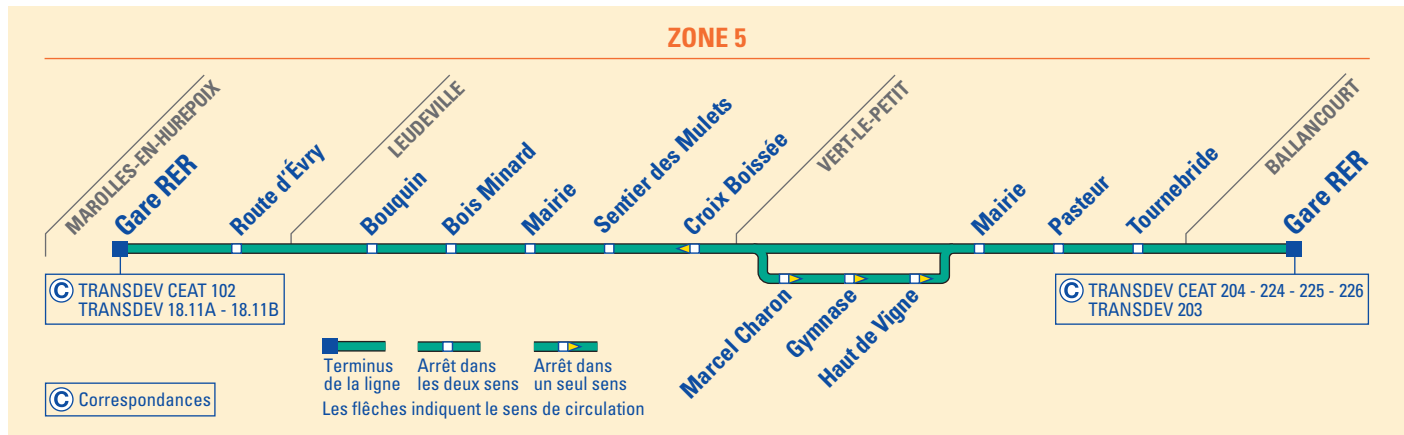 ZONE 5
MAROLLES-EN-HUREPOIX
LEUDEVILLE
VERT-LE-PETIT
BALLANCOURT
Gare RER
Route d'Évry
Bouquin
Bois Minard
Mairie
Sentier des Mulets
Croix Boissée
Mairie
Pasteur
Tournebride
Gare RER
Marcel Charon
Gymnase
Haut de Vigne
C TRANSDEV CEAT 102
TRANSDEV 18.11A - 18.11B
C TRANSDEV CEAT 204 - 224 - 225 - 226
TRANSDEV 203
Terminus
de la ligne
Arrêt dans
les deux sens
Arrêt dans
un seul sens
Les flêches indiquent le sens de circulation
C Correspondances